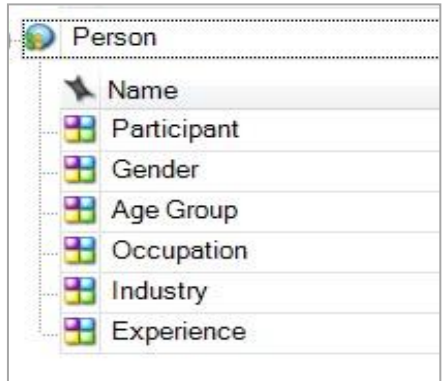 Person
Name
Participant
Gender
Age Group
Occupation
Industry
Experience